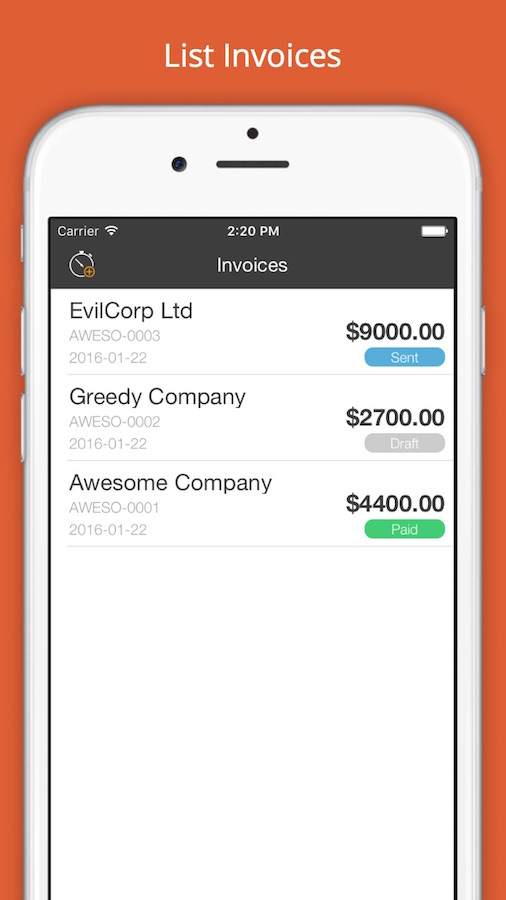 List Invoices
Carrier 2:20 PM
Invoices
EvilCorp Ltd
AWESO-0003
$9000.00
2016-01-22
Sent
Greedy Company
AWESO-0002
$2700.00
2016-01-22
Draft
Awesome Company
AWESO-0001
$4400.00
2016-01-22
Paid